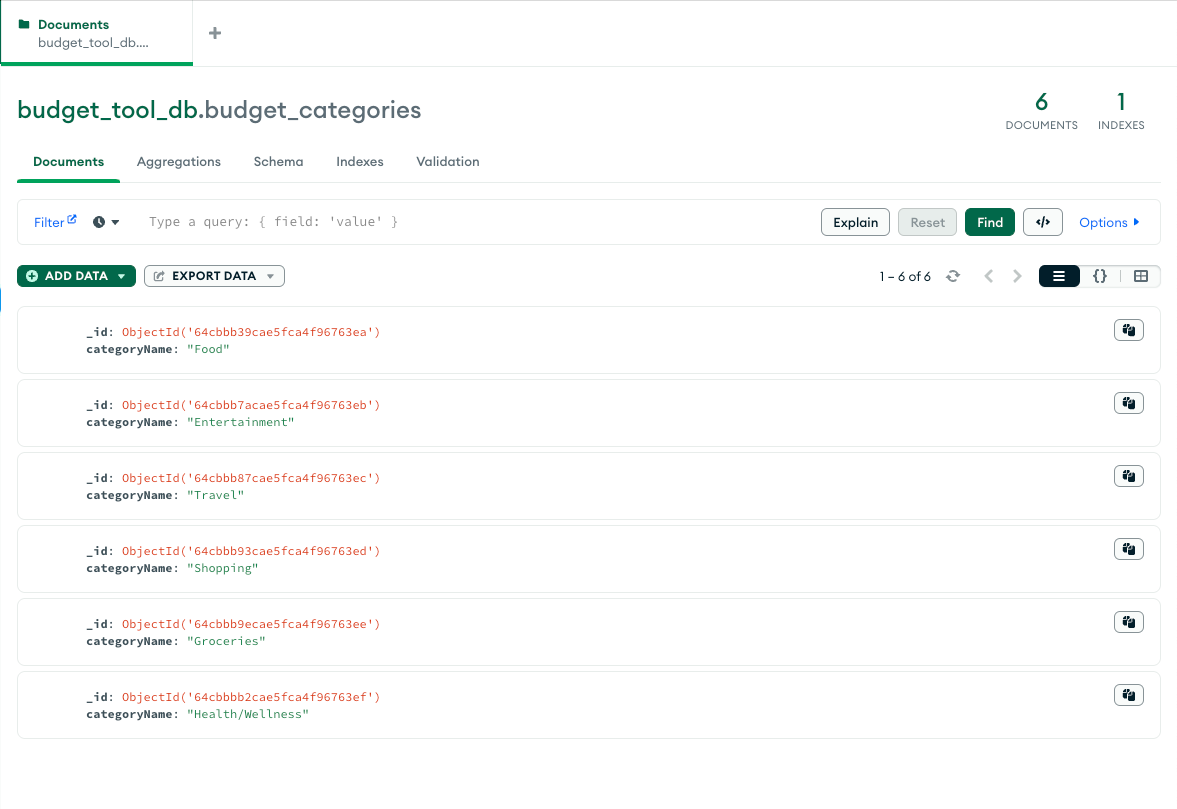 Documents
budget_tool_db....
budget_tool_db.budget_categories
6
DOCUMENTS
1
INDEXES
Documents Aggregations Schema Indexes Validation
Filter Type a query: { field: 'value' } Explain Reset Find </> Options
ADD DATA EXPORT DATA 1 – 6 of 6 {}
_id: ObjectId('64cbbb39cae5fca4f96763ea')
categoryName: "Food"
_id: ObjectId('64cbbb7acae5fca4f96763eb')
categoryName: "Entertainment"
_id: ObjectId('64cbbb87cae5fca4f96763ec')
categoryName: "Travel"
_id: ObjectId('64cbbb93cae5fca4f96763ed')
categoryName: "Shopping"
_id: ObjectId('64cbbb9ecae5fca4f96763ee')
categoryName: "Groceries"
_id: ObjectId('64cbbbb2cae5fca4f96763ef')
categoryName: "Health/Wellness"